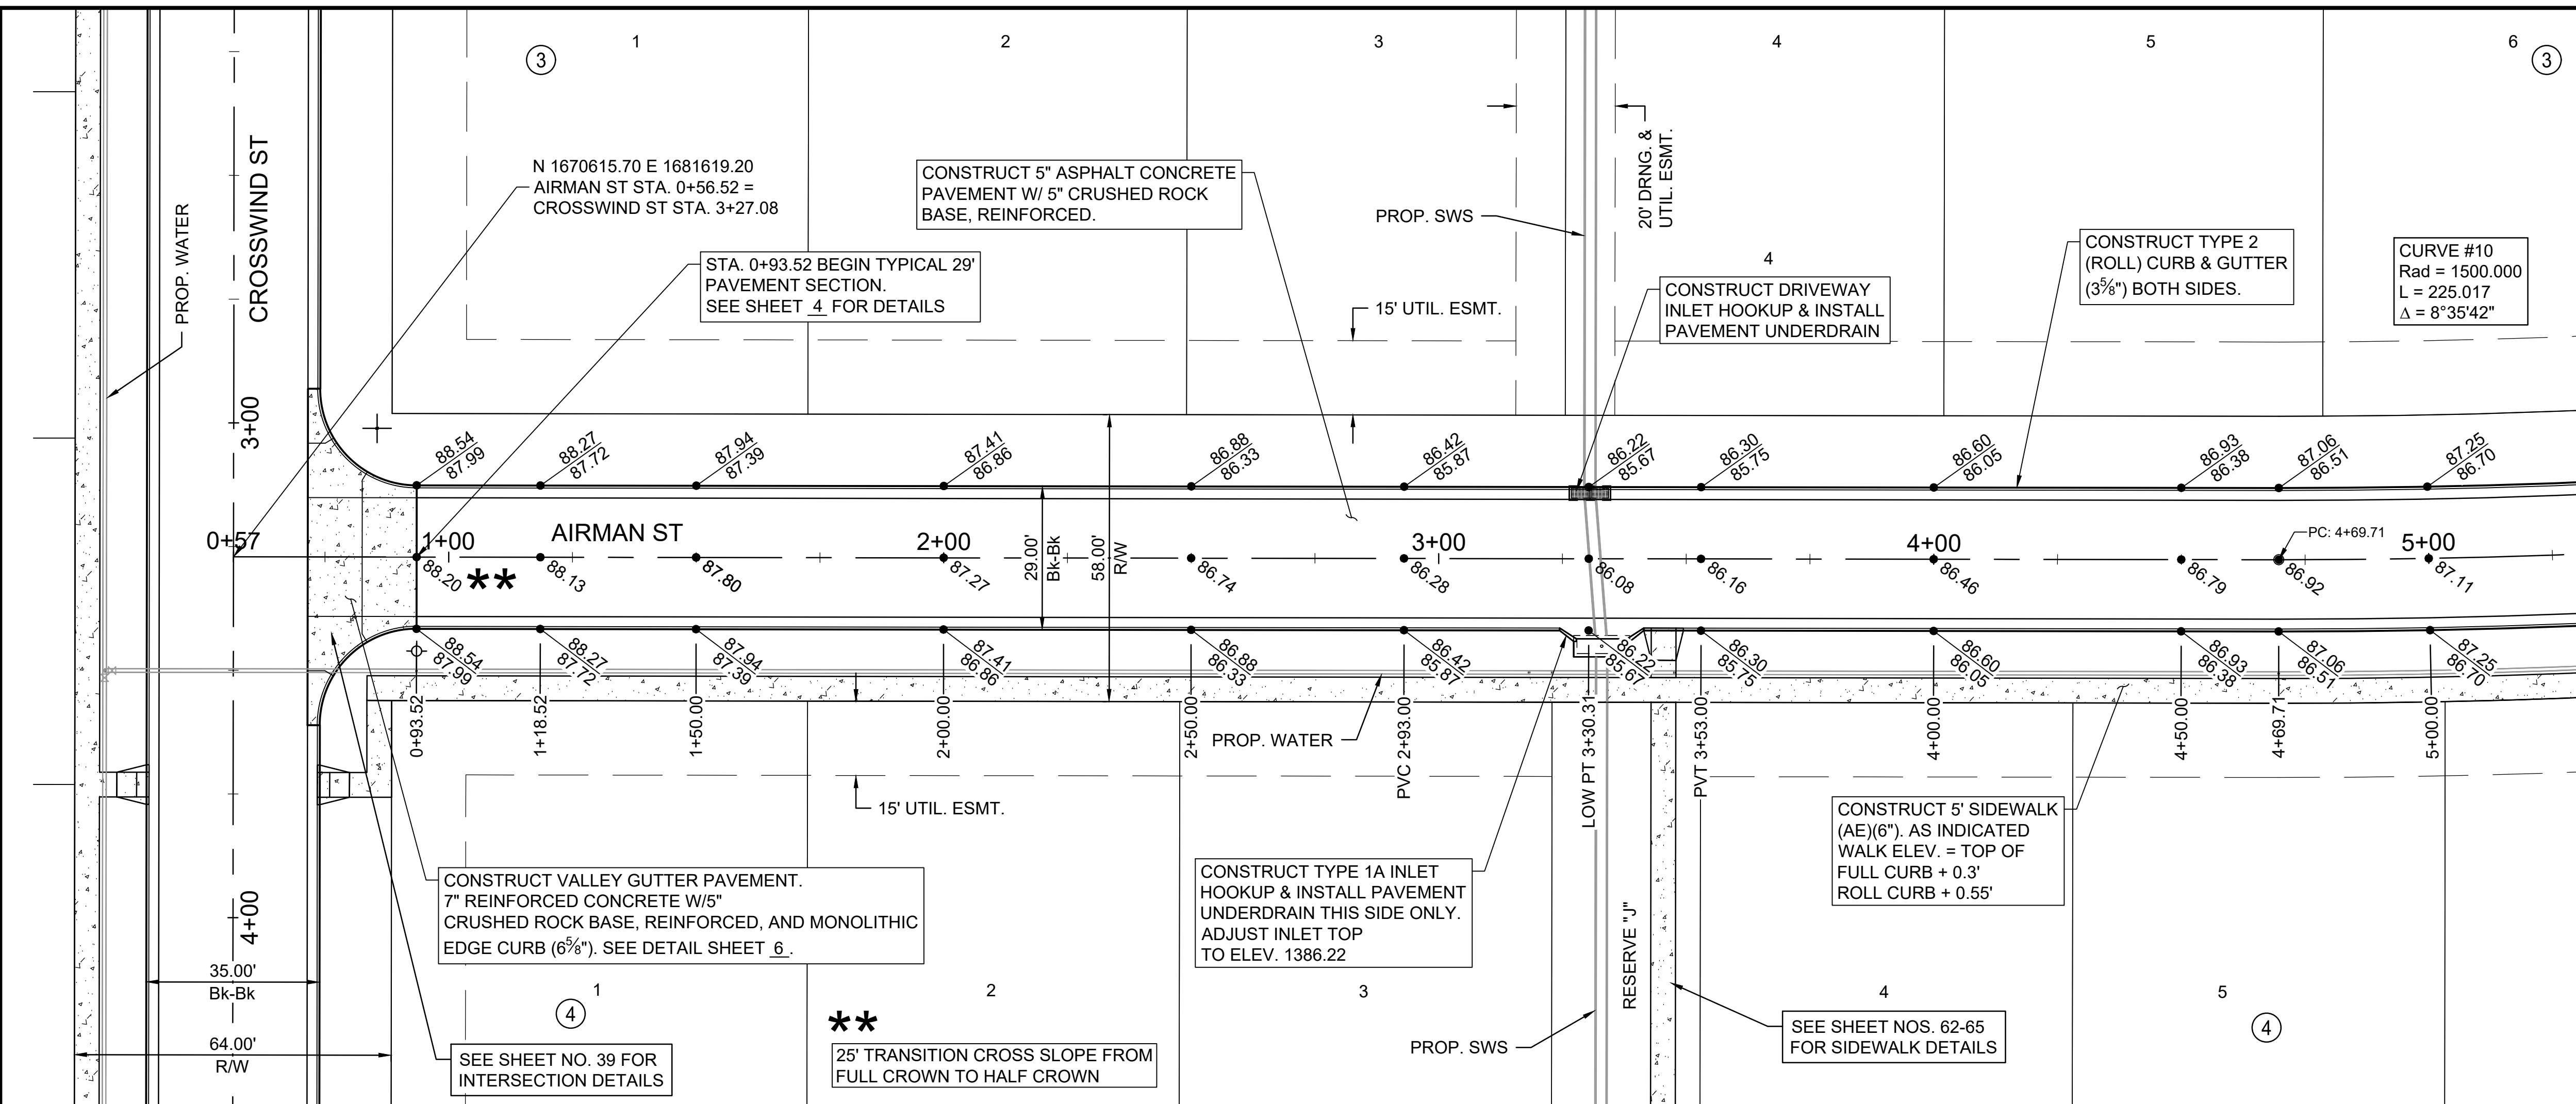 1
2
3
4
5
6
3
3
CROSSWIND ST
PROP. WATER
N 1670615.70 E 1681619.20
AIRMAN ST STA. 0+56.52 =
CROSSWIND ST STA. 3+27.08
STA. 0+93.52 BEGIN TYPICAL 29'
PAVEMENT SECTION.
SEE SHEET 4 FOR DETAILS
CONSTRUCT 5" ASPHALT CONCRETE
PAVEMENT W/ 5" CRUSHED ROCK
BASE, REINFORCED.
PROP. SWS
20' DRNG. &
UTIL. ESMT.
15' UTIL. ESMT.
4
CONSTRUCT DRIVEWAY
INLET HOOKUP & INSTALL
PAVEMENT UNDERDRAIN
CONSTRUCT TYPE 2
(ROLL) CURB & GUTTER
(3⅝") BOTH SIDES.
CURVE #10
Rad = 1500.000
L = 225.017
Δ = 8°35'42"
3+00
88.54
87.99
88.27
87.72
87.94
87.39
87.41
86.86
86.88
86.33
86.42
85.87
86.22
85.67
86.30
85.75
86.60
86.05
86.93
86.38
87.06
86.51
87.25
86.70
0+57
1+00
AIRMAN ST
2+00
3+00
4+00
PC: 4+69.71
5+00
29.00'
Bk-Bk
58.00'
R/W
88.20
**
88.13
87.80
87.27
86.74
86.28
86.08
86.16
86.46
86.79
86.92
87.11
88.54
87.99
88.27
87.72
87.94
87.39
87.41
86.86
86.88
86.33
86.42
85.87
86.22
85.67
86.30
85.75
86.60
86.05
86.93
86.38
87.06
86.51
87.25
86.70
0+93.52
1+18.52
1+50.00
2+00.00
2+50.00
PVC 2+93.00
LOW PT 3+30.31
PVT 3+53.00
4+00.00
4+50.00
4+69.71
5+00.00
PROP. WATER
15' UTIL. ESMT.
4+00
CONSTRUCT VALLEY GUTTER PAVEMENT.
7" REINFORCED CONCRETE W/5"
CRUSHED ROCK BASE, REINFORCED, AND MONOLITHIC
EDGE CURB (6⅝"). SEE DETAIL SHEET 6.
CONSTRUCT TYPE 1A INLET
HOOKUP & INSTALL PAVEMENT
UNDERDRAIN THIS SIDE ONLY.
ADJUST INLET TOP
TO ELEV. 1386.22
CONSTRUCT 5' SIDEWALK
(AE)(6"). AS INDICATED
WALK ELEV. = TOP OF
FULL CURB + 0.3'
ROLL CURB + 0.55'
RESERVE "J"
35.00'
Bk-Bk
64.00'
R/W
1
2
3
4
5
4
4
SEE SHEET NO. 39 FOR
INTERSECTION DETAILS
**
25' TRANSITION CROSS SLOPE FROM
FULL CROWN TO HALF CROWN
PROP. SWS
SEE SHEET NOS. 62-65
FOR SIDEWALK DETAILS